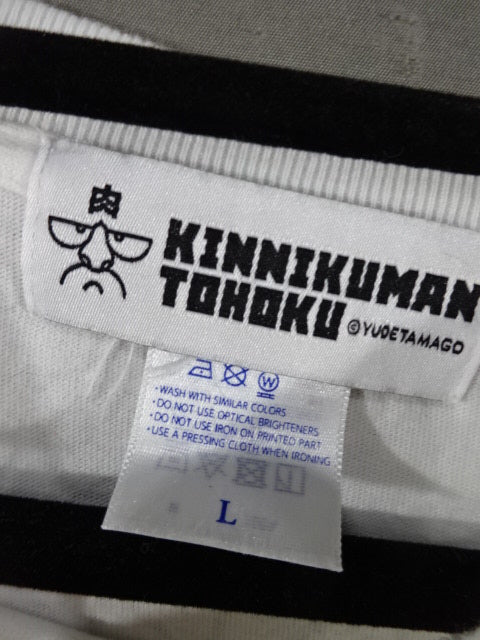 肉
KINNIKUMAN
TOHOKU
©YUDETAMAGO
W
・WASH WITH SIMILAR COLORS
・DO NOT USE OPTICAL BRIGHTENERS
・DO NOT USE IRON ON PRINTED PART
・USE A PRESSING CLOTH WHEN IRONING
L